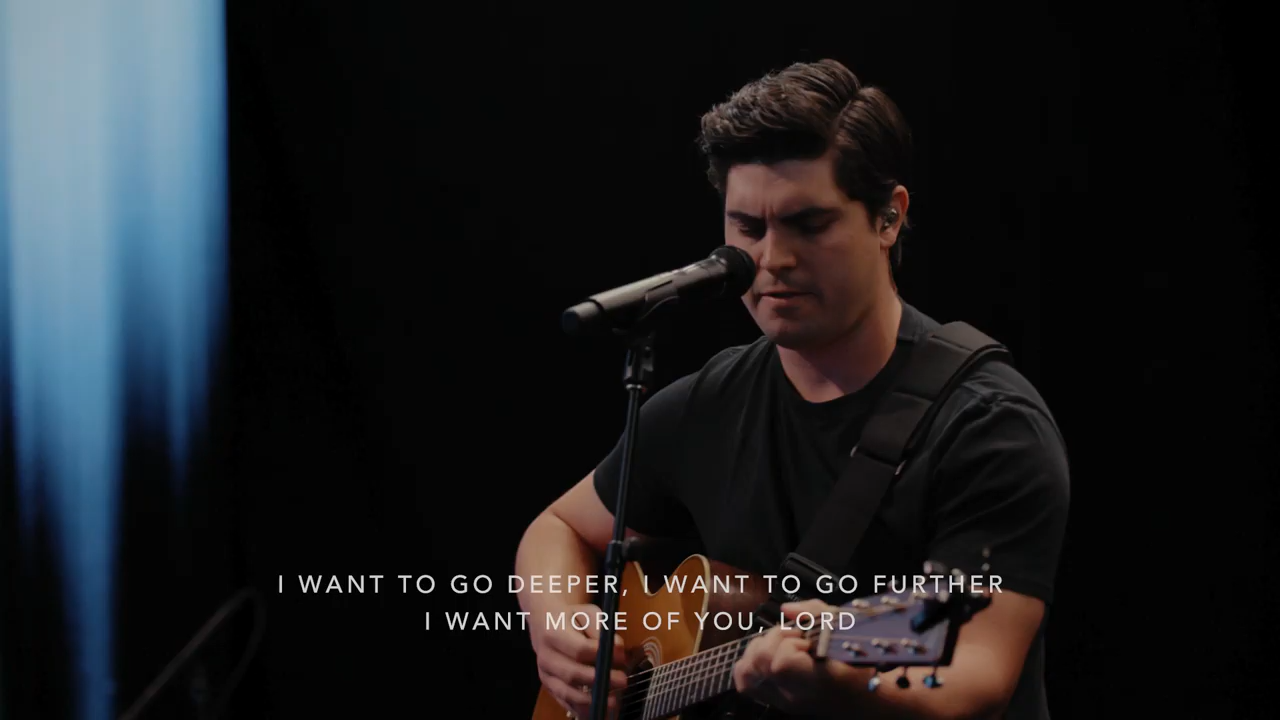 I WANT TO GO DEEPER, I WANT TO GO FURTHER
I WANT MORE OF YOU, LORD